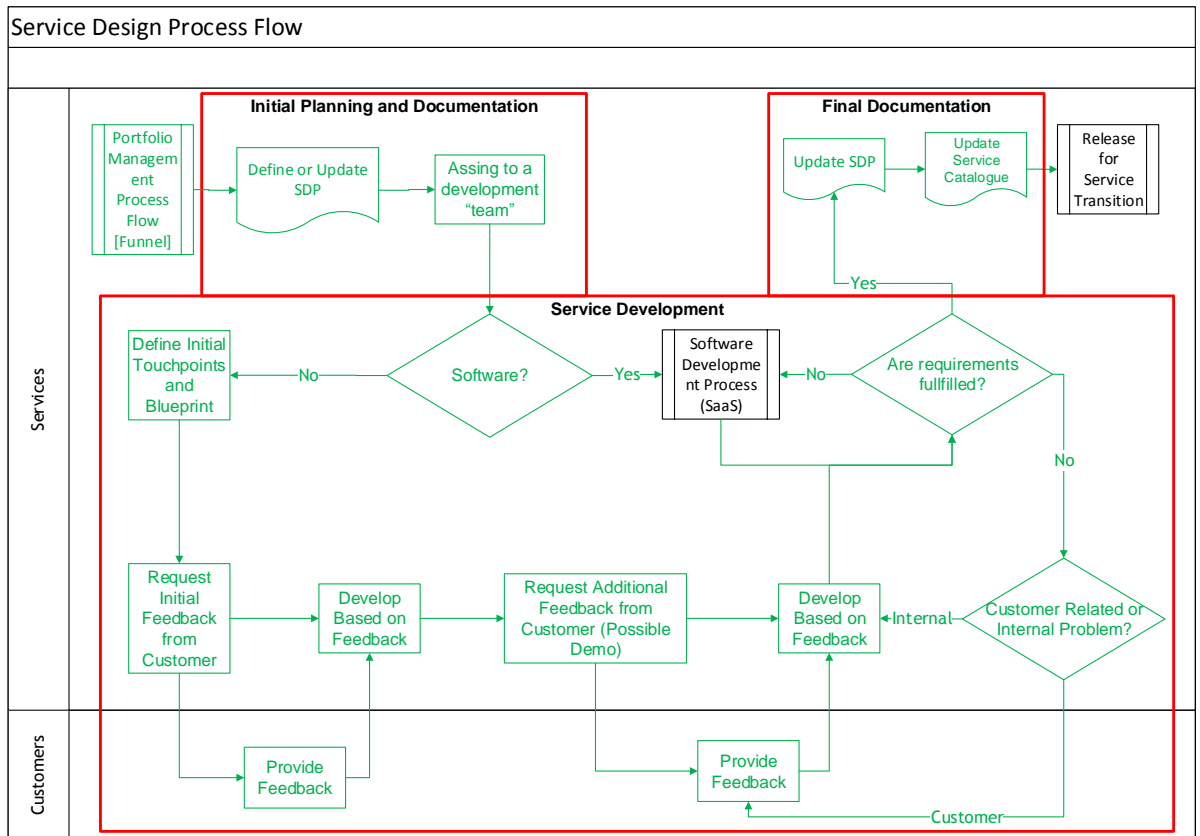 Service Design Process Flow
Initial Planning and Documentation
Final Documentation
Portfolio
Managem
ent
Process
Flow
[Funnel]
Define or Update
SDP
Assing to a
development
“team”
Update SDP
Update
Service
Catalogue
Release
for
Service
Transition
Yes
Service Development
Services
Define Initial
Touchpoints
and
Blueprint
No
Software?
Yes
Software
Developme
nt Process
(SaaS)
No
Are requirements
fullfilled?
No
Request
Initial
Feedback
from
Customer
Develop
Based on
Feedback
Request Additional
Feedback from
Customer (Possible
Demo)
Develop
Based on
Feedback
Internal
Customer Related or
Internal Problem?
Customers
Provide
Feedback
Provide
Feedback
Customer